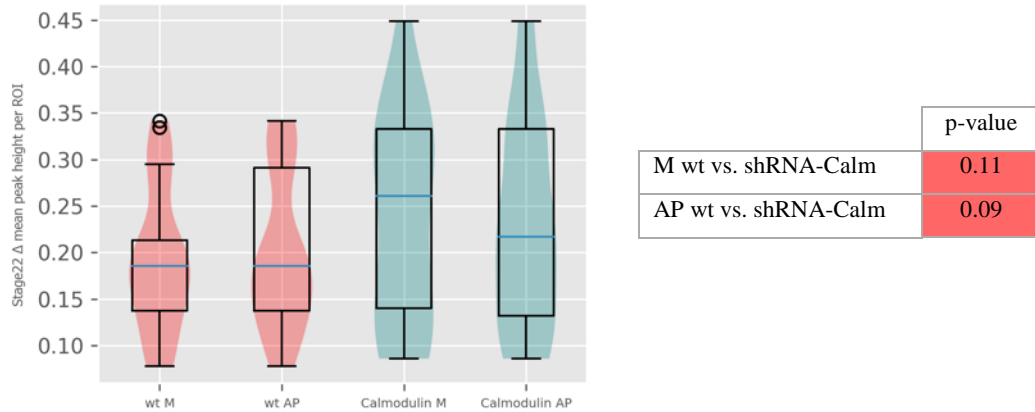 Stage22 Δ mean peak height per ROI
0.45
0.40
0.35
0.30
0.25
0.20
0.15
0.10
wt M
wt AP
Calmodulin M
Calmodulin AP
p-value
M wt vs. shRNA-Calm 0.11
AP wt vs. shRNA-Calm 0.09